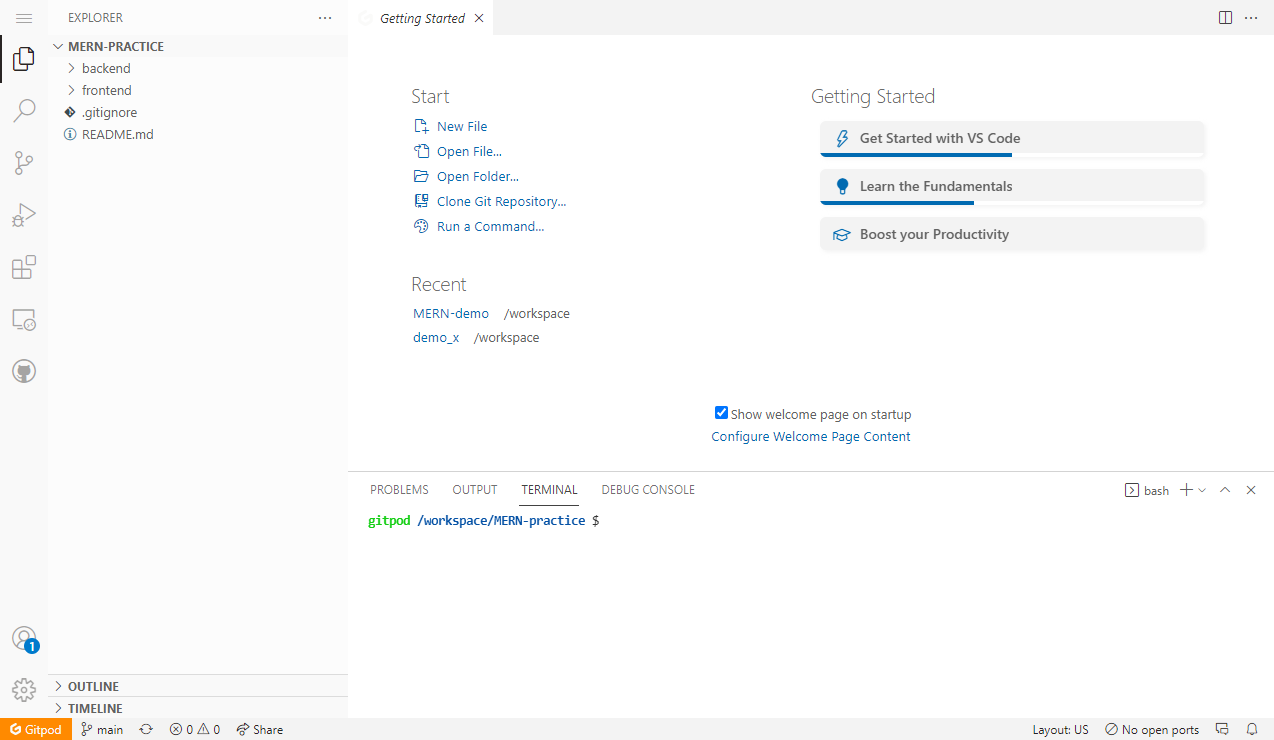 EXPLORER
Getting Started
MERN-PRACTICE
backend
frontend
.gitignore
README.md
Start
New File
Open File...
Open Folder...
Clone Git Repository...
Run a Command...
Recent
MERN-demo /workspace
demo_x /workspace
Getting Started
Get Started with VS Code
Learn the Fundamentals
Boost your Productivity
Show welcome page on startup
Configure Welcome Page Content
PROBLEMS OUTPUT TERMINAL DEBUG CONSOLE
bash
gitpod /workspace/MERN-practice $
1
OUTLINE
TIMELINE
Gitpod main 0 0 Share Layout: US No open ports